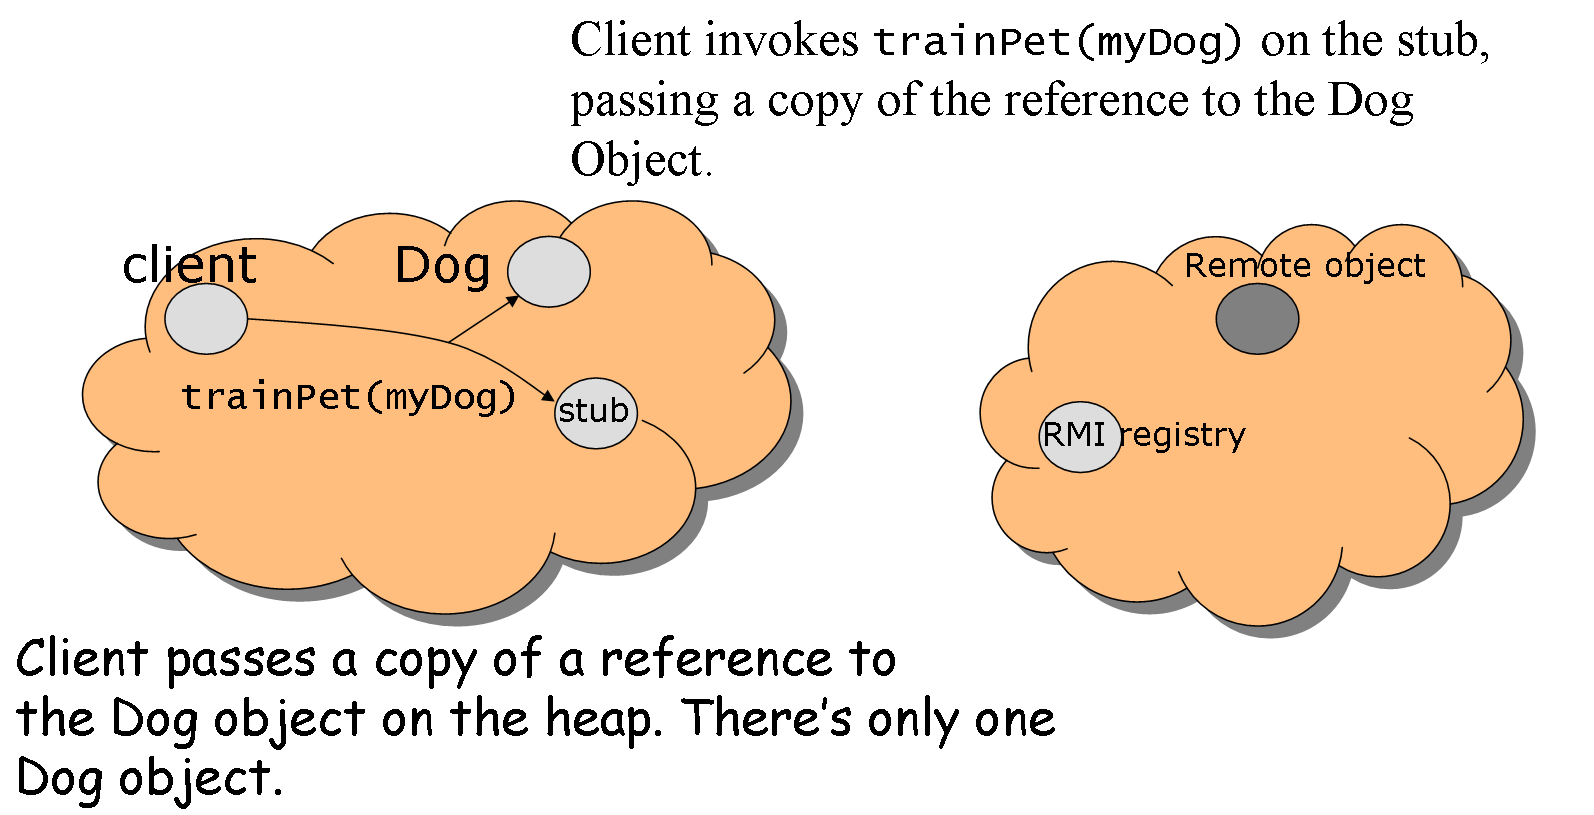 Client invokes trainPet(myDog) on the stub,
passing a copy of the reference to the Dog
Object.
client
Dog
Remote object
trainPet(myDog)
stub
RMI registry
Client passes a copy of a reference to
the Dog object on the heap. There's only one
Dog object.